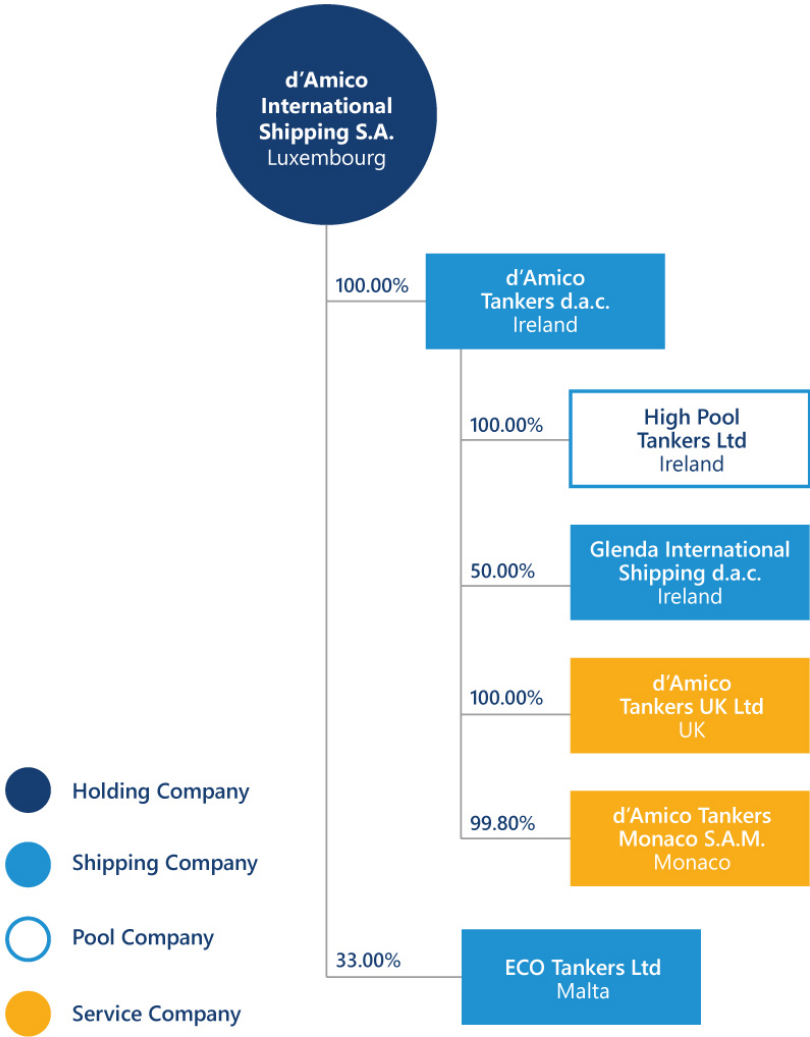 d’Amico
International
Shipping S.A.
Luxembourg
100.00%
d’Amico
Tankers d.a.c.
Ireland
100.00%
High Pool
Tankers Ltd
Ireland
50.00%
Glenda International
Shipping d.a.c.
Ireland
100.00%
d’Amico
Tankers UK Ltd
UK
99.80%
d’Amico Tankers
Monaco S.A.M.
Monaco
33.00%
ECO Tankers Ltd
Malta
Holding Company
Shipping Company
Pool Company
Service Company